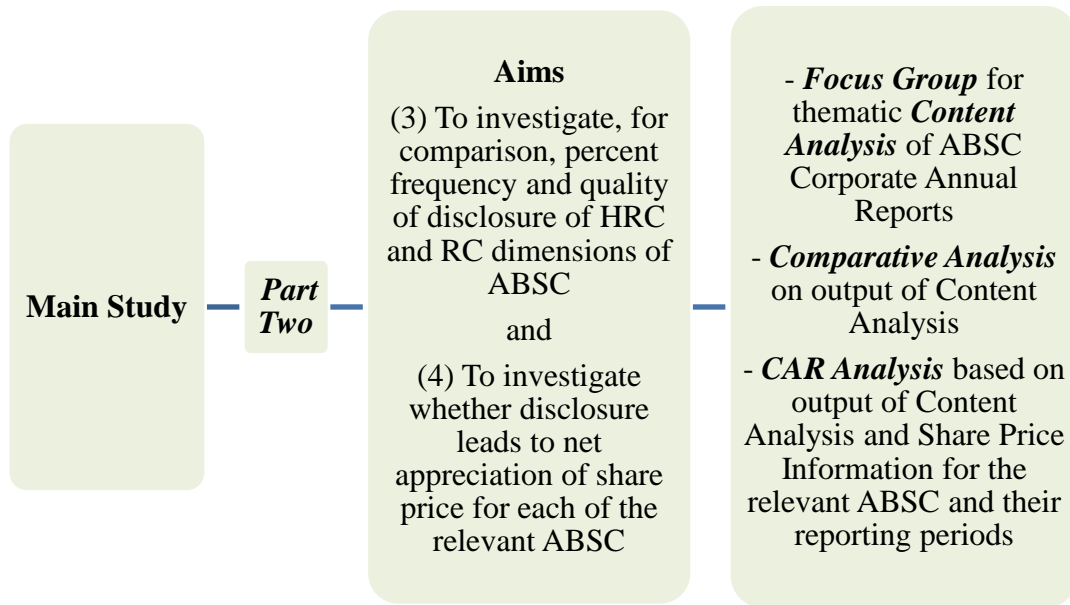 Main Study
Part
Two
Aims
(3) To investigate, for
comparison, percent
frequency and quality
of disclosure of HRC
and RC dimensions of
ABSC
and
(4) To investigate
whether disclosure
leads to net
appreciation of share
price for each of the
relevant ABSC
- Focus Group for
thematic Content
Analysis of ABSC
Corporate Annual
Reports
- Comparative Analysis
on output of Content
Analysis
- CAR Analysis based on
output of Content
Analysis and Share Price
Information for the
relevant ABSC and their
reporting periods